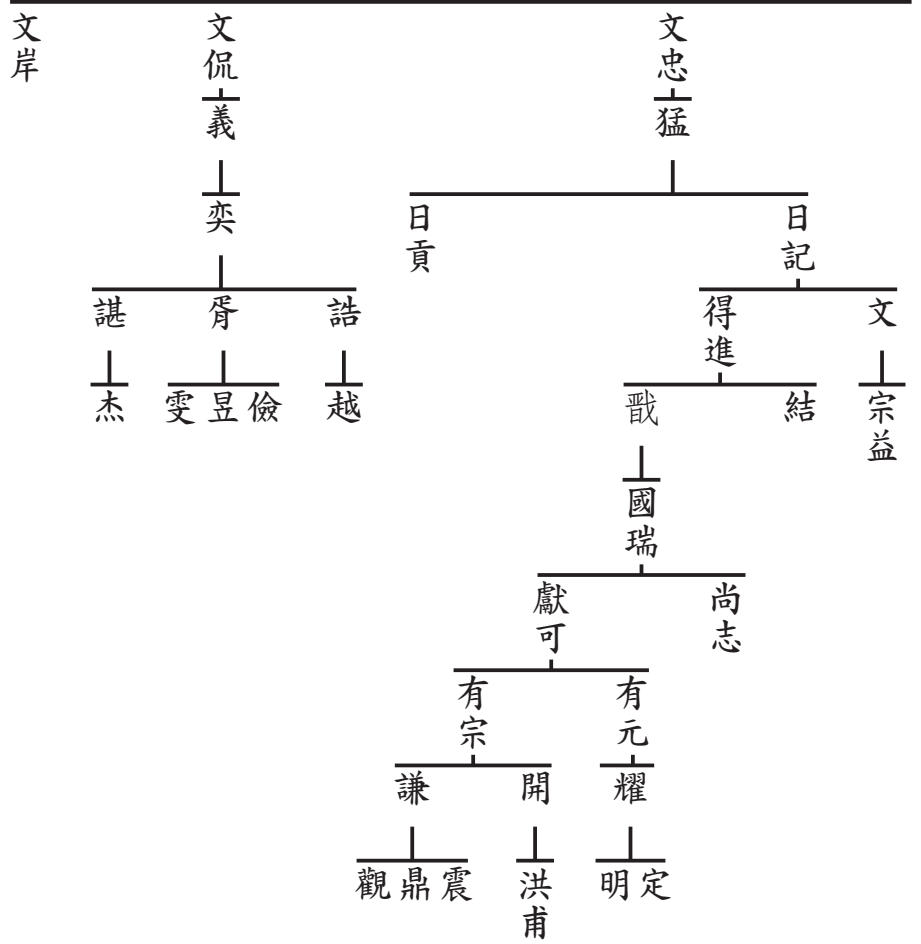 文忠
文侃
文岸
猛
義
日記
日貢
奕
文
得進
誥
胥
諶
宗益
結
戬
越
儉
昱
雯
杰
國瑞
尚志
獻可
有元
有宗
耀
開
謙
定
明
洪甫
震
鼎
觀